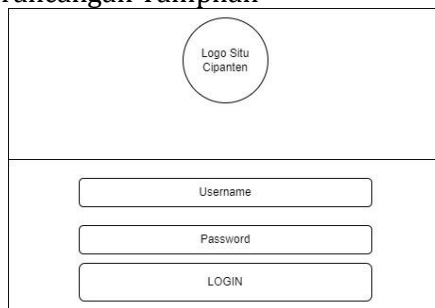 rancangan Tampilan
Logo Situ
Cipanten
Username
Password
LOGIN